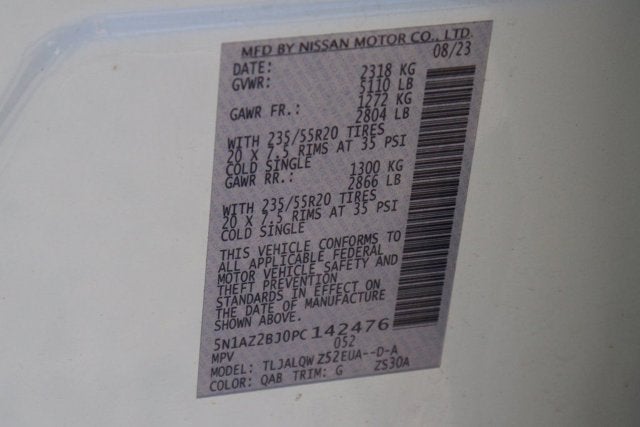 MFD BY NISSAN MOTOR CO., LTD.
DATE: 08/23
GVWR: 2318 KG
5110 LB
GAWR FR.: 1272 KG
2804 LB
WITH 235/55R20 TIRES
20 X 7.5 RIMS AT 35 PSI
COLD SINGLE
GAWR RR.: 1300 KG
2866 LB
WITH 235/55R20 TIRES
20 X 7.5 RIMS AT 35 PSI
COLD SINGLE
THIS VEHICLE CONFORMS TO
ALL APPLICABLE FEDERAL
MOTOR VEHICLE SAFETY AND
THEFT PREVENTION
STANDARDS IN EFFECT ON
THE DATE OF MANUFACTURE
SHOWN ABOVE.
5N1AZ2BJ0PC142476
MPV 052
MODEL: TLJALQWZ52EUA--D-A
COLOR: QAB TRIM: G ZS30A